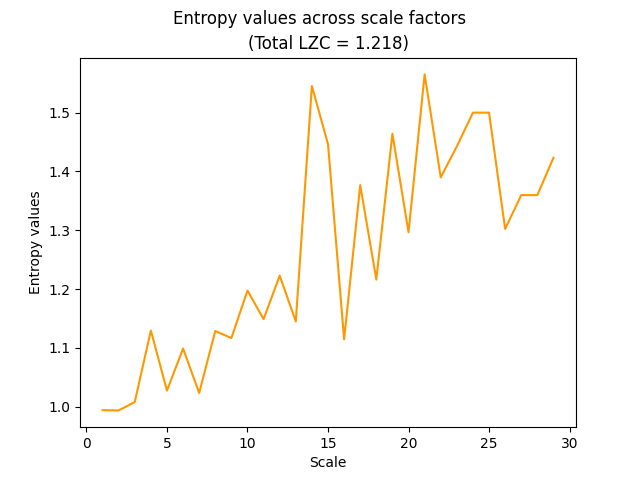 Entropy values across scale factors
(Total LZC = 1.218)
1.5
1.4
1.3
1.2
1.1
1.0
Entropy values
0 5 10 15 20 25 30
Scale